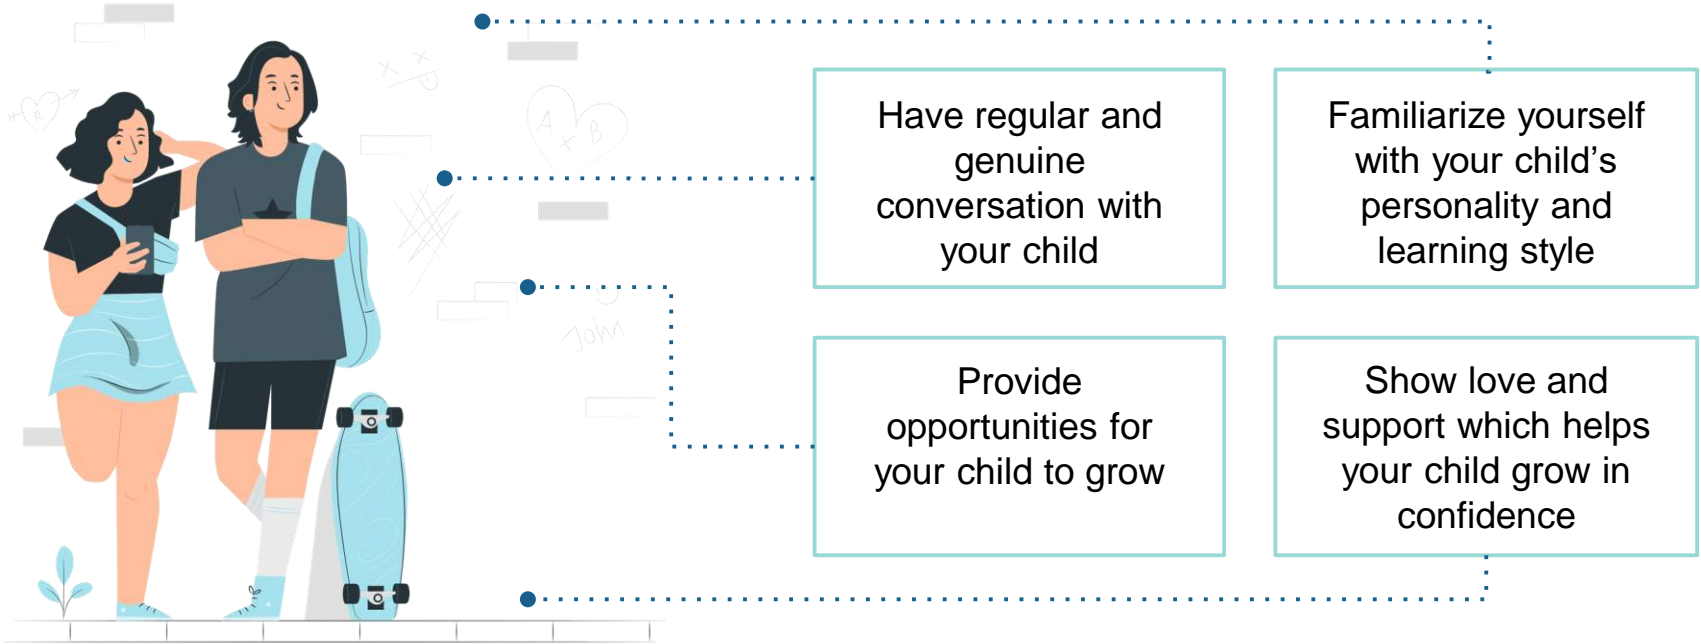 Have regular and
genuine
conversation with
your child
Familiarize yourself
with your child’s
personality and
learning style
Provide
opportunities for
your child to grow
Show love and
support which helps
your child grow in
confidence
R
A + B
John